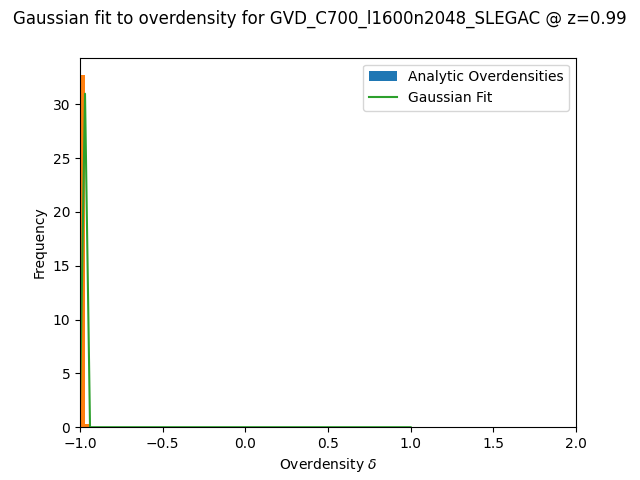 Gaussian fit to overdensity for GVD_C700_l1600n2048_SLEGAC @ z=0.99
Analytic Overdensities
Gaussian Fit
Frequency
30
25
20
15
10
5
0
−1.0 −0.5 0.0 0.5 1.0 1.5 2.0
Overdensity δ